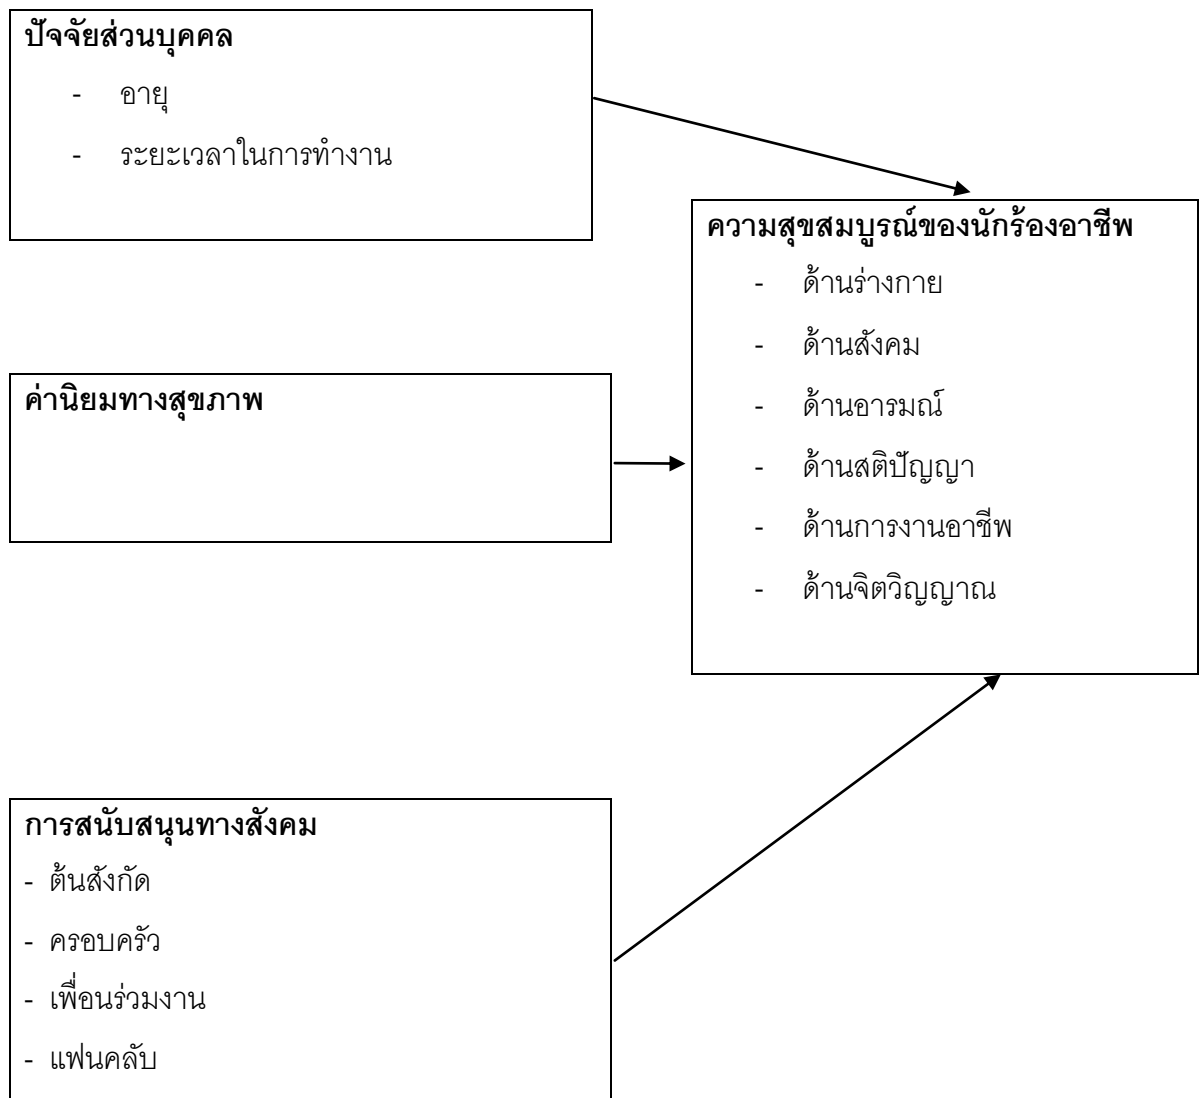 ปัจจัยส่วนบุคคล
- อายุ
- ระยะเวลาในการทำงาน
ความสุขสมบูรณ์ของนักร้องอาชีพ
- ด้านร่างกาย
- ด้านสังคม
- ด้านอารมณ์
- ด้านสติปัญญา
- ด้านการงานอาชีพ
- ด้านจิตวิญญาณ
ค่านิยมทางสุขภาพ
การสนับสนุนทางสังคม
- ต้นสังกัด
- ครอบครัว
- เพื่อนร่วมงาน
- แฟนคลับ